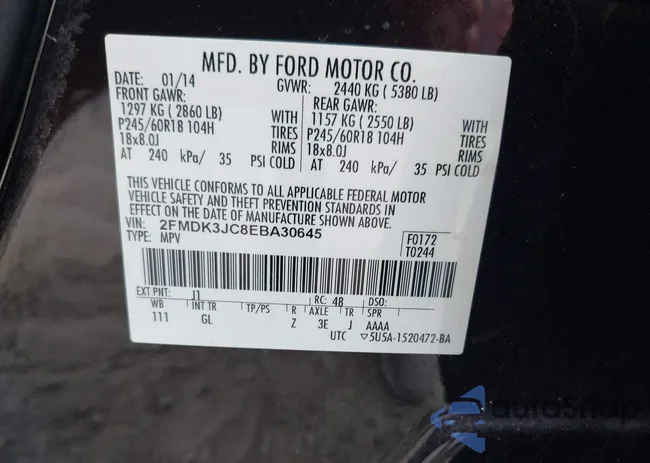 MFD. BY FORD MOTOR CO.
DATE: 01/14 GVWR: 2440 KG ( 5380 LB)
FRONT GAWR: REAR GAWR:
1297 KG ( 2860 LB) WITH 1157 KG ( 2550 LB) WITH
P245/60R18 104H TIRES P245/60R18 104H TIRES
18x8.0J RIMS 18x8.0J RIMS
AT 240 kPa/ 35 PSI COLD AT 240 kPa/ 35 PSI COLD
THIS VEHICLE CONFORMS TO ALL APPLICABLE FEDERAL MOTOR
VEHICLE SAFETY AND THEFT PREVENTION STANDARDS IN
EFFECT ON THE DATE OF MANUFACTURE SHOWN ABOVE.
VIN: 2FMDK3JC8EBA30645 F0172
TYPE: MPV T0244
EXT PNT: J1 RC: 48 DSO:
WB INT TR TP/PS R AXLE TR SPR
111 GL Z 3E J AAAA
UTC ▽5U5A-1520472-BA
autoSnap